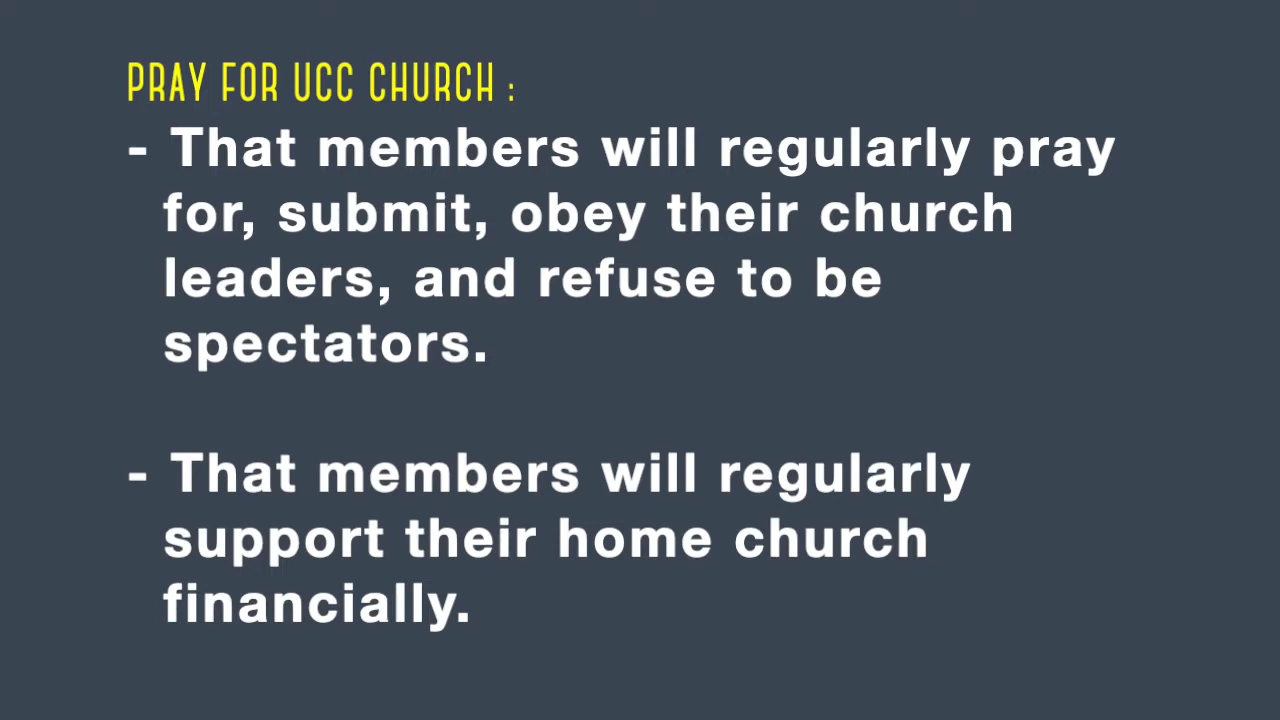 PRAY FOR UCC CHURCH :
- That members will regularly pray
for, submit, obey their church
leaders, and refuse to be
spectators.
- That members will regularly
support their home church
financially.